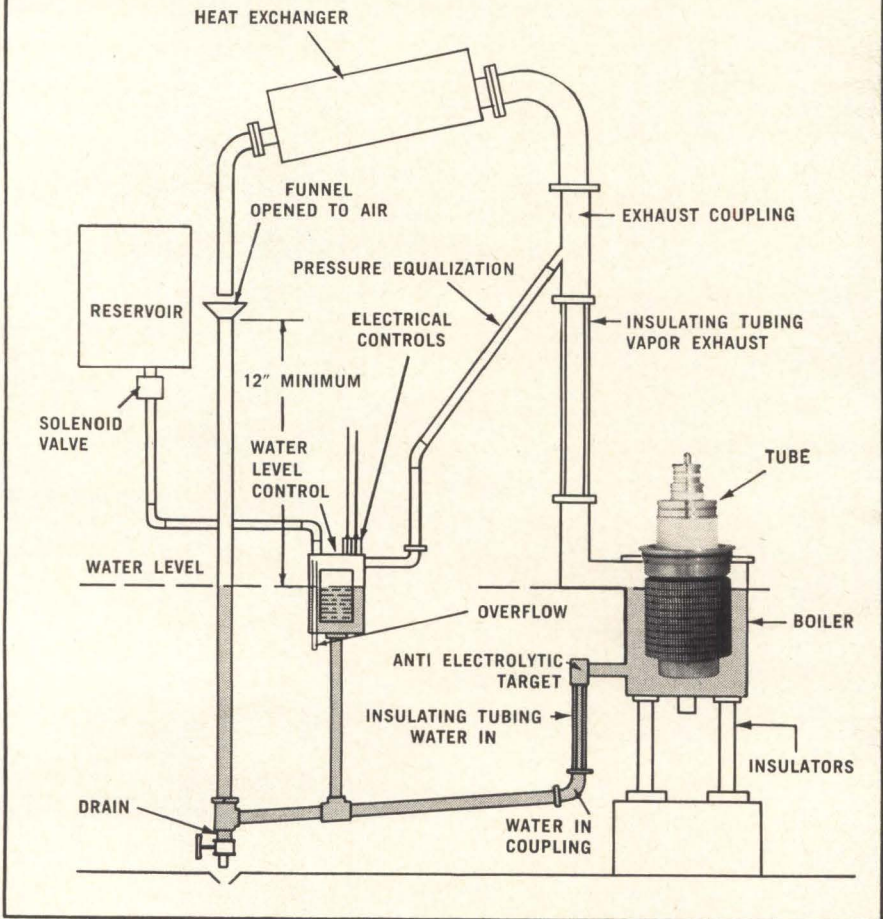 HEAT EXCHANGER
FUNNEL
OPENED TO AIR
EXHAUST COUPLING
PRESSURE EQUALIZATION
RESERVOIR
ELECTRICAL
CONTROLS
INSULATING TUBING
VAPOR EXHAUST
12" MINIMUM
SOLENOID
VALVE
WATER
LEVEL
CONTROL
TUBE
WATER LEVEL
OVERFLOW
BOILER
ANTI ELECTROLYTIC
TARGET
INSULATING TUBING
WATER IN
INSULATORS
DRAIN
WATER IN
COUPLING